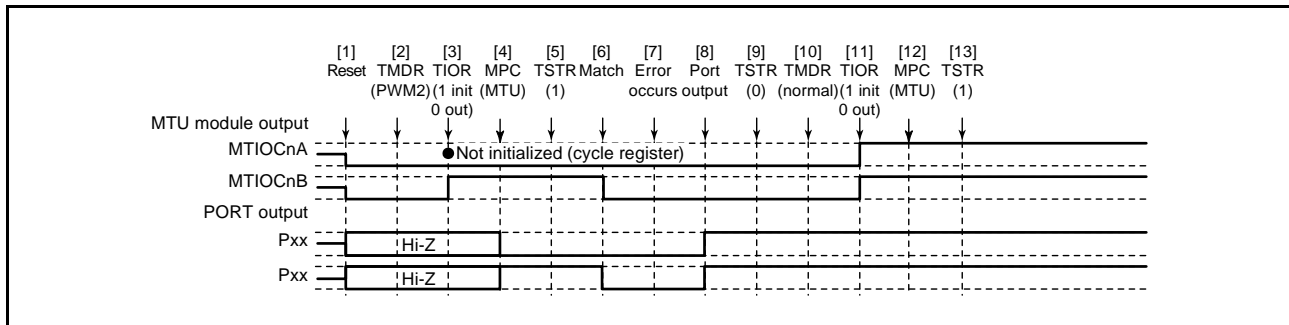 [1] [2] [3] [4] [5] [6] [7] [8] [9] [10] [11] [12] [13]
Reset TMDR TIOR MPC TSTR Match Error Port TSTR TMDR TIOR MPC TSTR
(PWM2) (1 init (MTU) (1) occurs output (0) (normal) (1 init (MTU) (1)
0 out) 0 out)
MTU module output
MTIOCnA Not initialized (cycle register)
MTIOCnB
PORT output
Pxx Hi-Z
Pxx Hi-Z